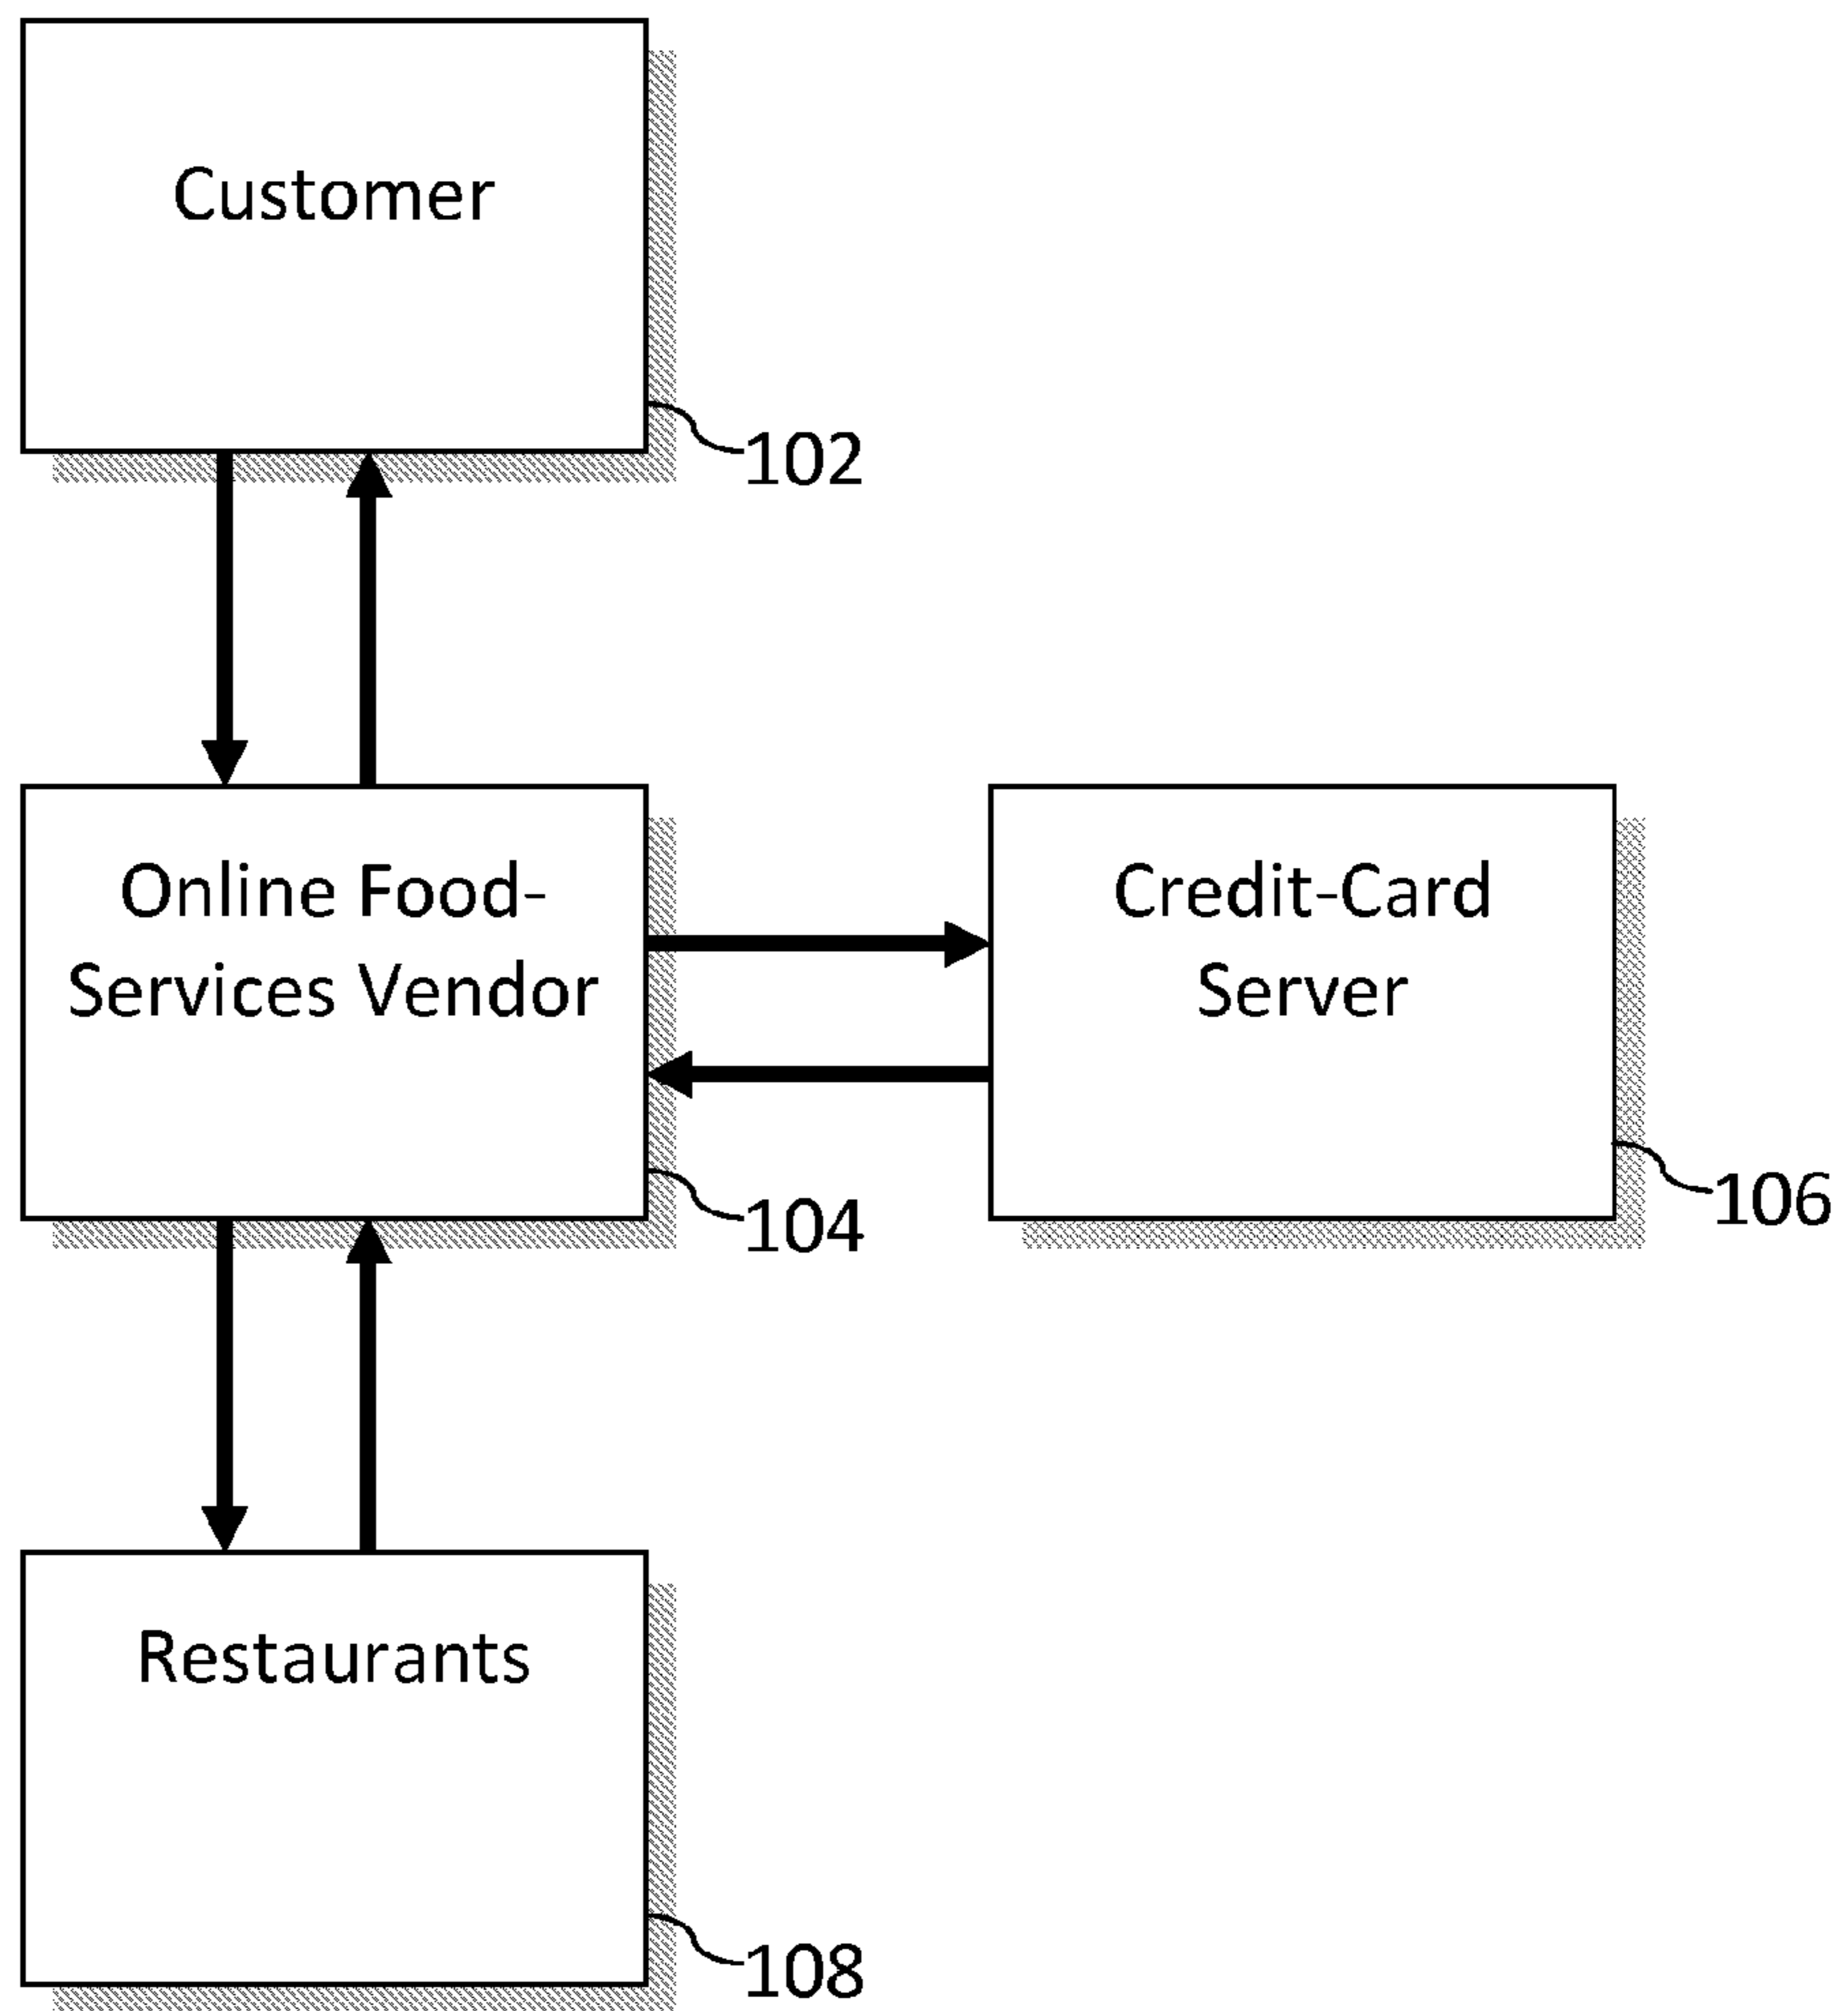 Customer
102
Online Food-
Services Vendor
104
Credit-Card
Server
106
Restaurants
108